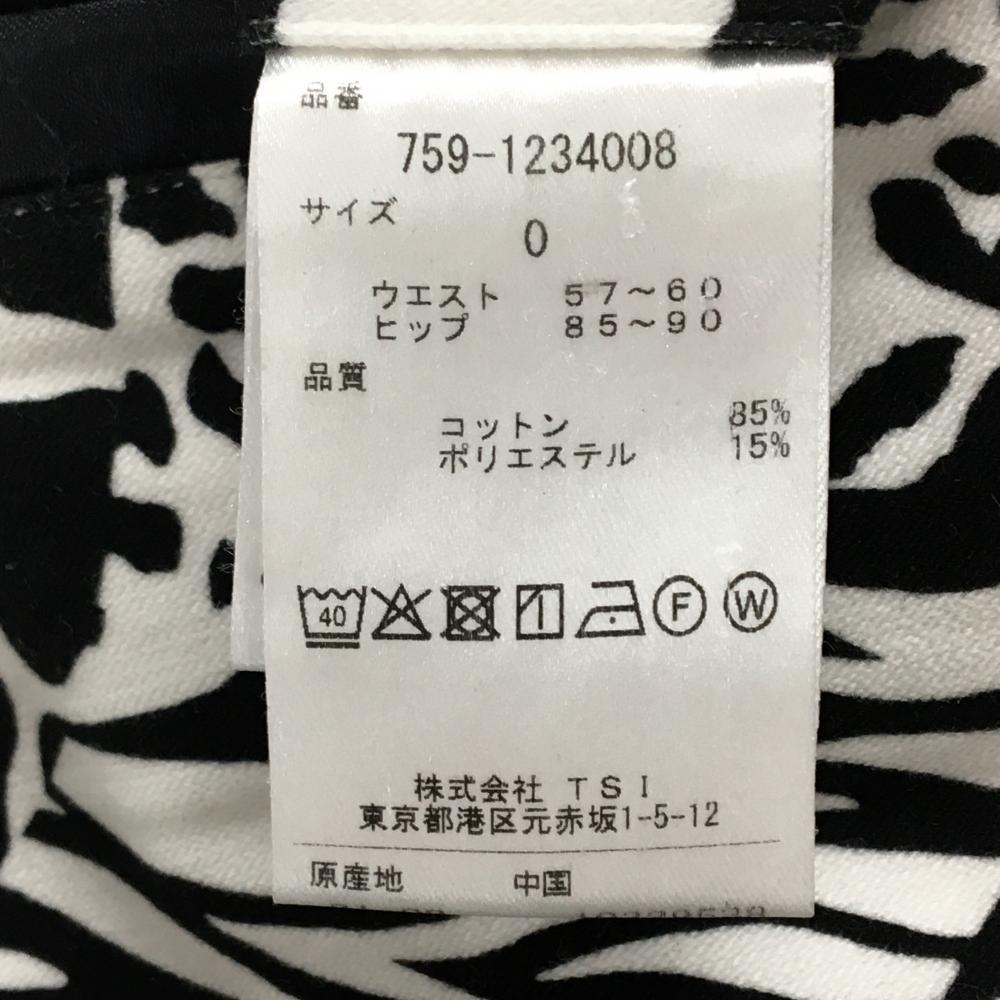 品番
759-1234008
サイズ
0
ウエスト 57~60
ヒップ 85~90
品質
コットン 85%
ポリエステル 15%
40 F W
株式会社 TSI
東京都港区元赤坂1-5-12
原産地 中国